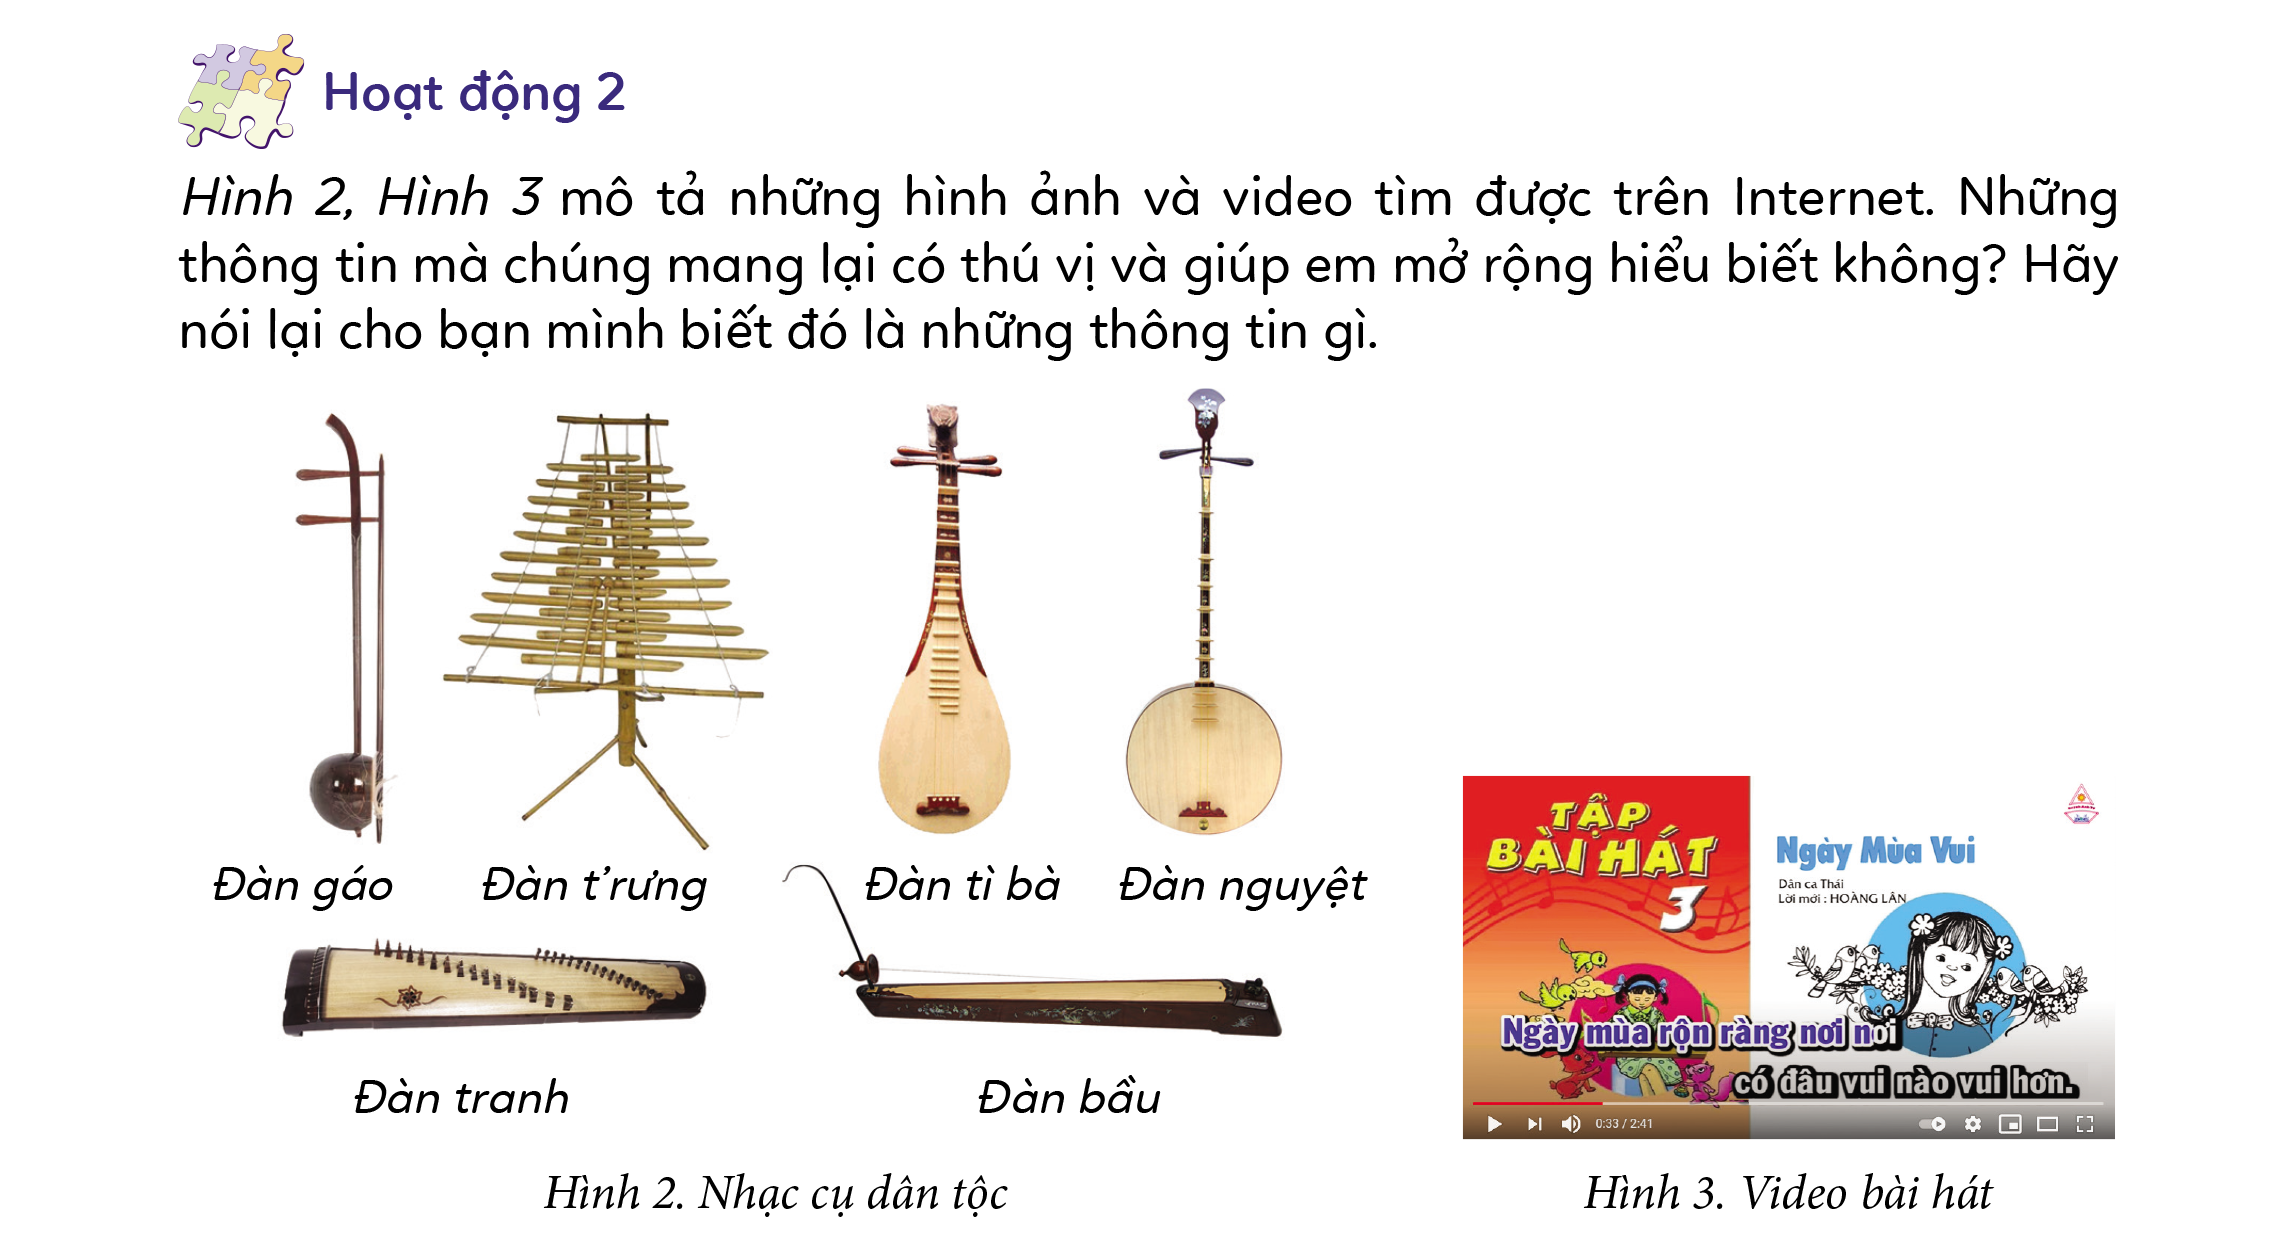 Hoạt động 2
Hình 2, Hình 3 mô tả những hình ảnh và video tìm được trên Internet. Những
thông tin mà chúng mang lại có thú vị và giúp em mở rộng hiểu biết không? Hãy
nói lại cho bạn mình biết đó là những thông tin gì.
Đàn gáo
Đàn t'rưng
Đàn tì bà
Đàn nguyệt
Đàn tranh
Đàn bầu
Hình 2. Nhạc cụ dân tộc
TẬP
BÀI HÁT
3
Ngày Mùa Vui
Dân ca Thái
Lời mới : HOÀNG LÂN
Ngày mùa rộn ràng nơi nơi
có đâu vui nào vui hơn.
0:33 / 2:41
Hình 3. Video bài hát